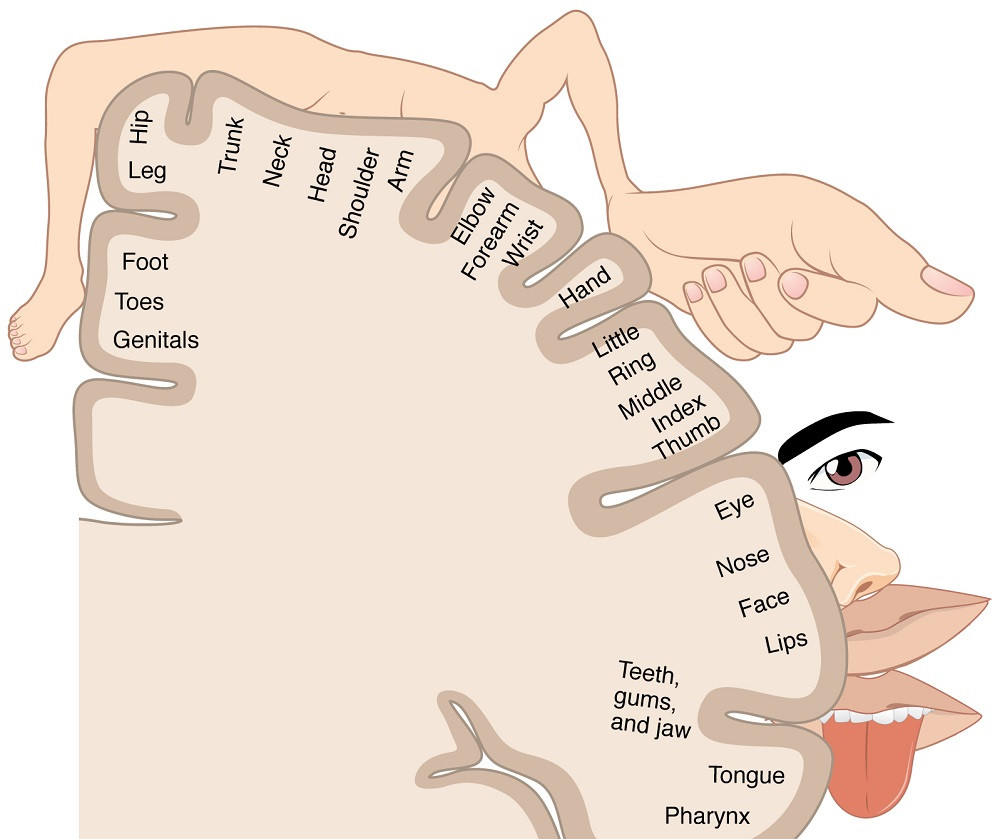 Hip
Leg
Foot
Toes
Genitals
Trunk
Neck
Head
Shoulder
Arm
Elbow
Forearm
Wrist
Hand
Little
Ring
Middle
Index
Thumb
Eye
Nose
Face
Lips
Teeth,
gums,
and jaw
Tongue
Pharynx